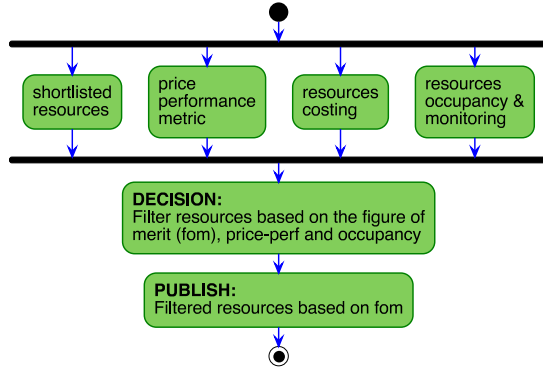 shortlisted
resources
price
performance
metric
resources
costing
resources
occupancy &
monitoring
DECISION:
Filter resources based on the figure of
merit (fom), price-perf and occupancy
PUBLISH:
Filtered resources based on fom